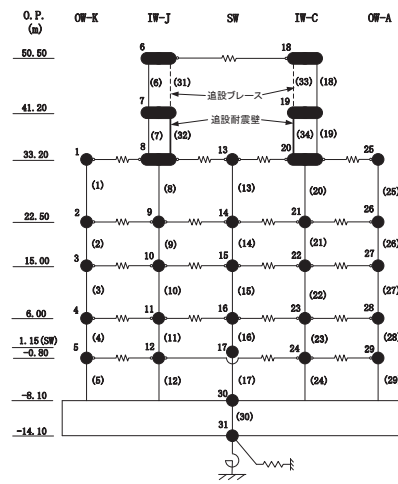 O.P. OW-K IW-J SW IW-C OW-A
(m)
6 18
50.50
(6) (31) (33) (18)
追設ブレース
7 19
41.20
追設耐震壁
(7) (32) (34) (19)
8 20
33.20 1 13 25
(1) (8) (13) (20) (25)
22.50 2 9 14 21 26
(2) (9) (14) (21) (26)
15.00 3 10 15 22 27
(3) (10) (15) (22) (27)
6.00 4 11 16 23 28
1.15(SW) (4) (11) (16) (23) (28)
-0.80 5 12 17 24 29
(5) (12) (17) (24) (29)
-8.10 30
(30)
-14.10 31